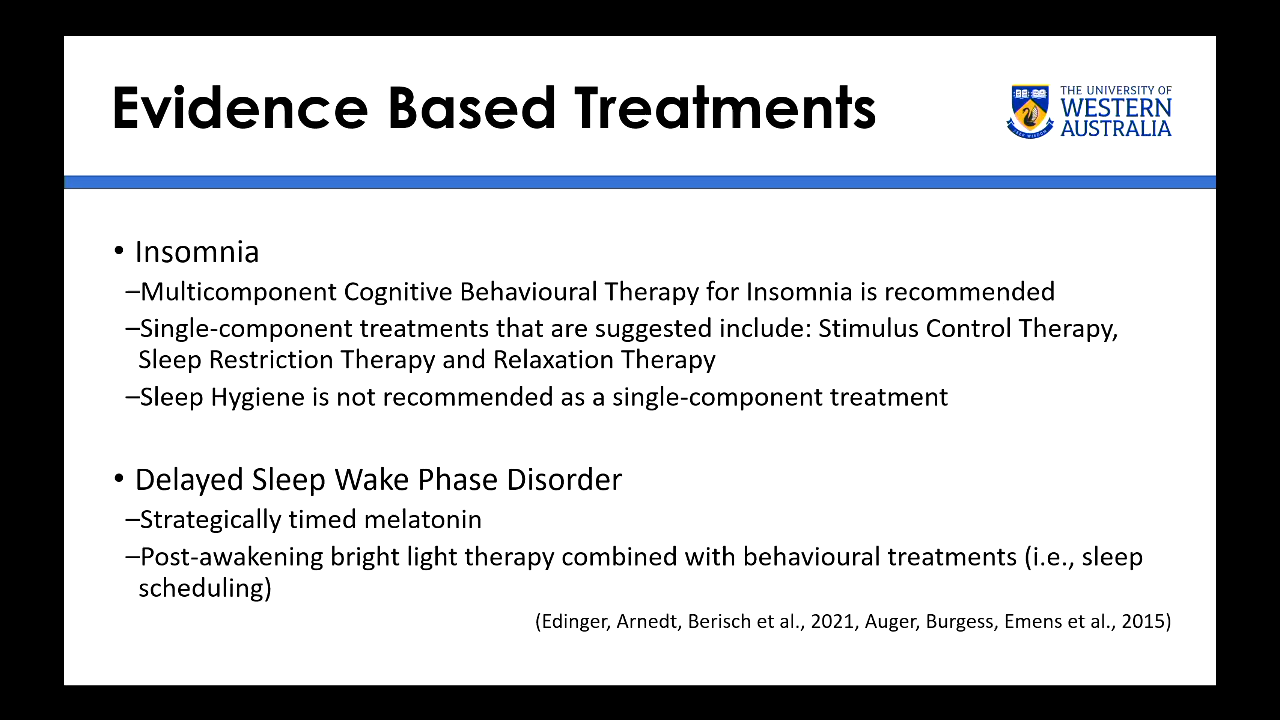 Evidence Based Treatments
THE UNIVERSITY OF
WESTERN
AUSTRALIA
• Insomnia
–Multicomponent Cognitive Behavioural Therapy for Insomnia is recommended
–Single-component treatments that are suggested include: Stimulus Control Therapy,
Sleep Restriction Therapy and Relaxation Therapy
–Sleep Hygiene is not recommended as a single-component treatment
• Delayed Sleep Wake Phase Disorder
–Strategically timed melatonin
–Post-awakening bright light therapy combined with behavioural treatments (i.e., sleep
scheduling)
(Edinger, Arnedt, Berisch et al., 2021, Auger, Burgess, Emens et al., 2015)